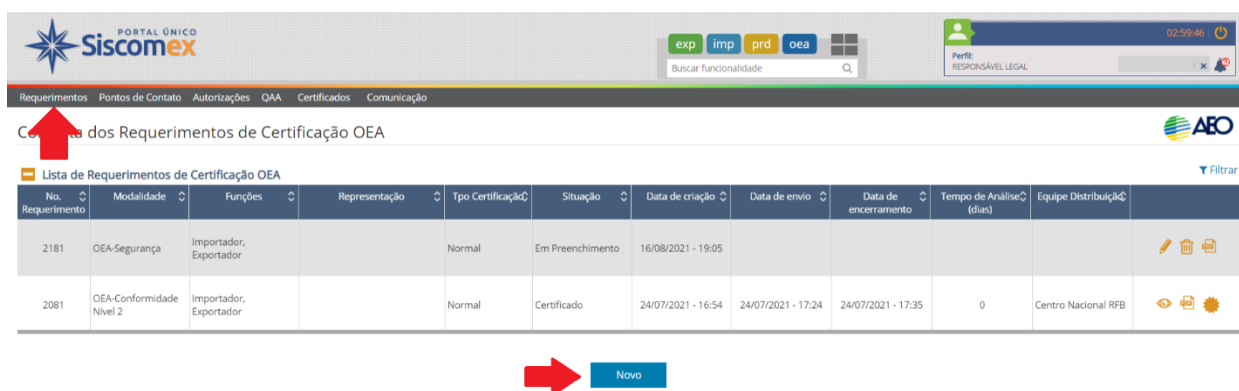 PORTAL ÚNICO
Siscomex
exp imp prd oea
Buscar funcionalidade
02:59:46
Perfil:
RESPONSÁVEL LEGAL
Requerimentos Pontos de Contato Autorizações QAA Certificados Comunicação
dos Requerimentos de Certificação OEA
AEO
Lista de Requerimentos de Certificação OEA
Filtrar
No. Requerimento Modalidade Funções Representação Tpo Certificação Situação Data de criação Data de envio Data de encerramento Tempo de Análise (dias) Equipe Distribuição
2181 OEA-Segurança Importador, Exportador Normal Em Preenchimento 16/08/2021 - 19:05
2081 OEA-Conformidade Nível 2 Importador, Exportador Normal Certificado 24/07/2021 - 16:54 24/07/2021 - 17:24 24/07/2021 - 17:35 0 Centro Nacional RFB
Novo